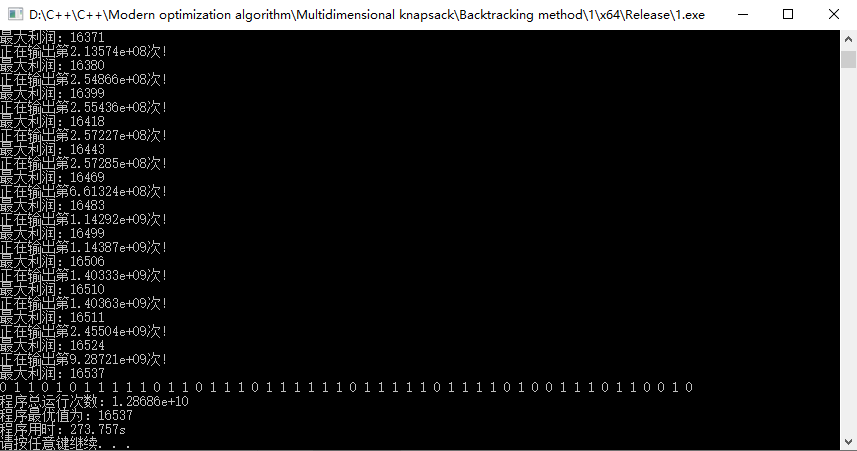 D:\C++\C++\Modern optimization algorithm\Multidimensional knapsack\Backtracking method\1\x64\Release\1.exe
最大利润：16371
正在输出第2.13574e+08次!
最大利润：16380
正在输出第2.54866e+08次!
最大利润：16399
正在输出第2.55436e+08次!
最大利润：16418
正在输出第2.57227e+08次!
最大利润：16443
正在输出第2.57285e+08次!
最大利润：16469
正在输出第6.61324e+08次!
最大利润：16483
正在输出第1.14292e+09次!
最大利润：16499
正在输出第1.14387e+09次!
最大利润：16506
正在输出第1.40333e+09次!
最大利润：16510
正在输出第1.40363e+09次!
最大利润：16511
正在输出第2.45504e+09次!
最大利润：16524
正在输出第9.28721e+09次!
最大利润：16537
0 1 1 0 1 0 1 1 1 1 1 0 1 1 0 1 1 1 0 1 1 1 1 1 1 0 1 1 1 1 1 0 1 1 1 1 0 1 0 0 1 1 1 0 1 1 0 0 1 0
程序总运行次数：1.28686e+10
程序最优值为：16537
程序用时：273.757s
请按任意键继续. . .